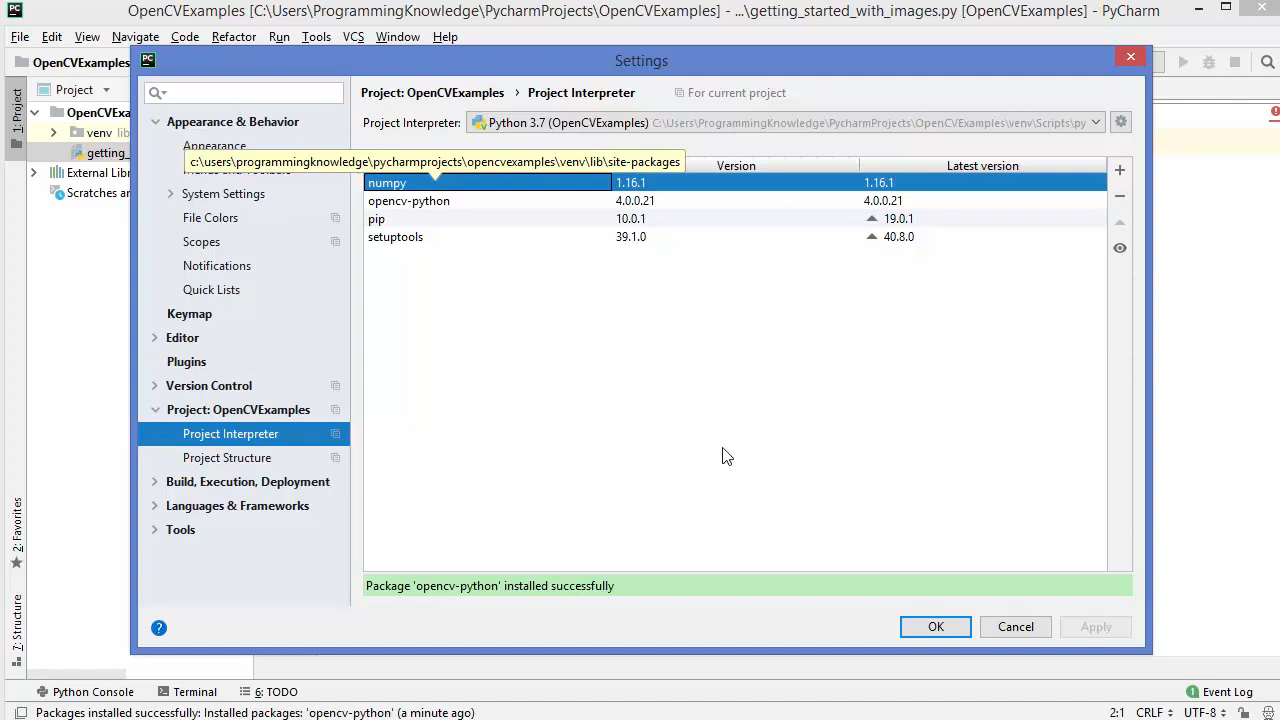 OpenCVExamples [C:\Users\ProgrammingKnowledge\PycharmProjects\OpenCVExamples] - ...\getting_started_with_images.py [OpenCVExamples] - PyCharm
File Edit View Navigate Code Refactor Run Tools VCS Window Help
OpenCVExamples
Settings
Project
OpenCVExa
venv lib
getting_
External Libr
Scratches ar
1: Project
2: Favorites
7: Structure
Appearance & Behavior
Appearance
System Settings
File Colors
Scopes
Notifications
Quick Lists
Keymap
Editor
Plugins
Version Control
Project: OpenCVExamples
Project Interpreter
Project Structure
Build, Execution, Deployment
Languages & Frameworks
Tools
Project: OpenCVExamples › Project Interpreter For current project
Project Interpreter: Python 3.7 (OpenCVExamples) C:\Users\ProgrammingKnowledge\PycharmProjects\OpenCVExamples\venv\Scripts\py
c:\users\programmingknowledge\pycharmprojects\opencvexamples\venv\lib\site-packages
Version Latest version
numpy 1.16.1 1.16.1
opencv-python 4.0.0.21 4.0.0.21
pip 10.0.1 19.0.1
setuptools 39.1.0 40.8.0
Package 'opencv-python' installed successfully
OK Cancel Apply
Python Console Terminal 6: TODO 1 Event Log
Packages installed successfully: Installed packages: 'opencv-python' (a minute ago) 2:1 CRLF UTF-8